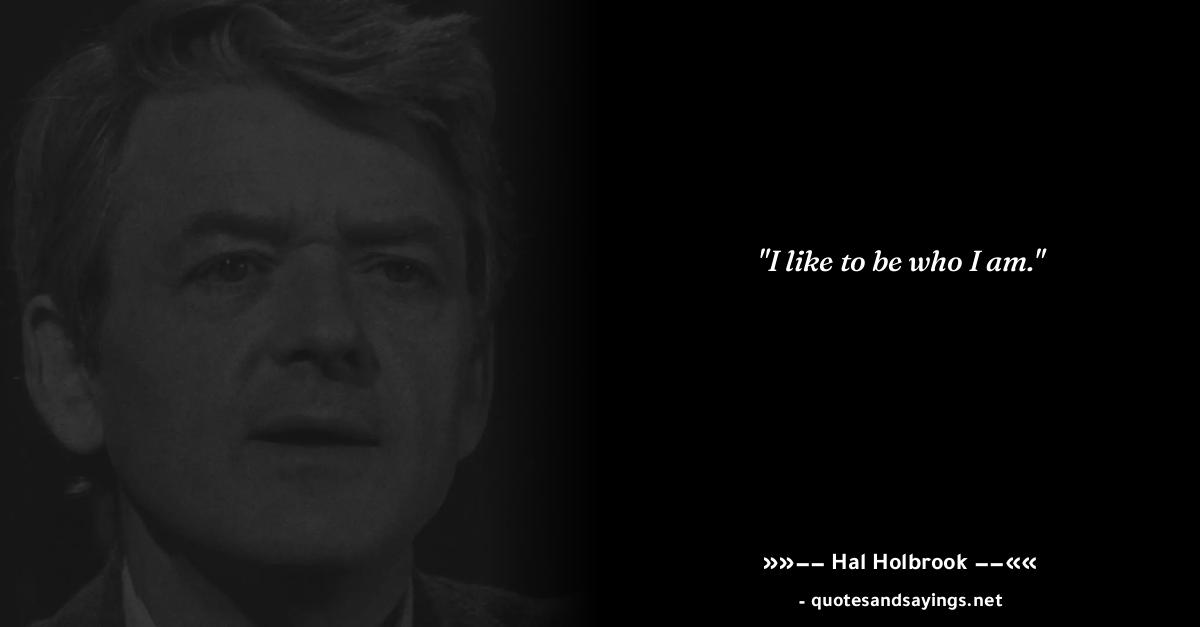 "I like to be who I am."
»»–– Hal Holbrook ––««
- quotesandsayings.net